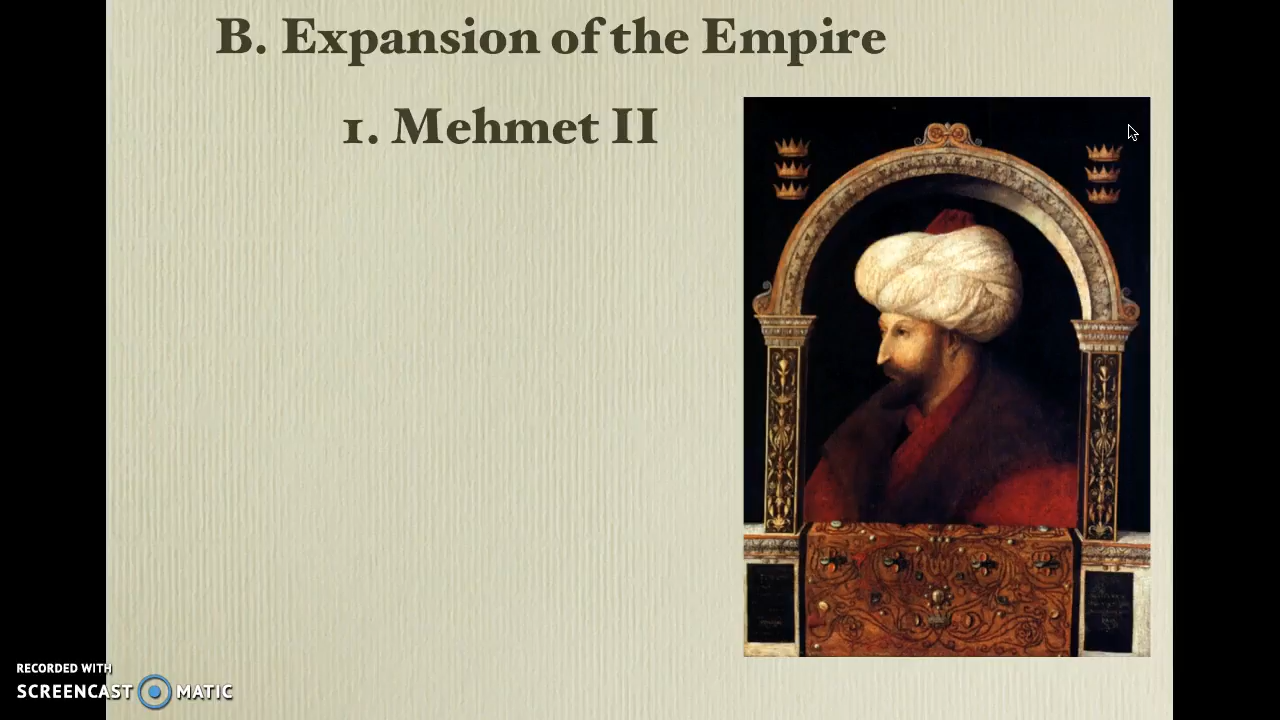 B. Expansion of the Empire
1. Mehmet II
RECORDED WITH
SCREENCAST MATIC